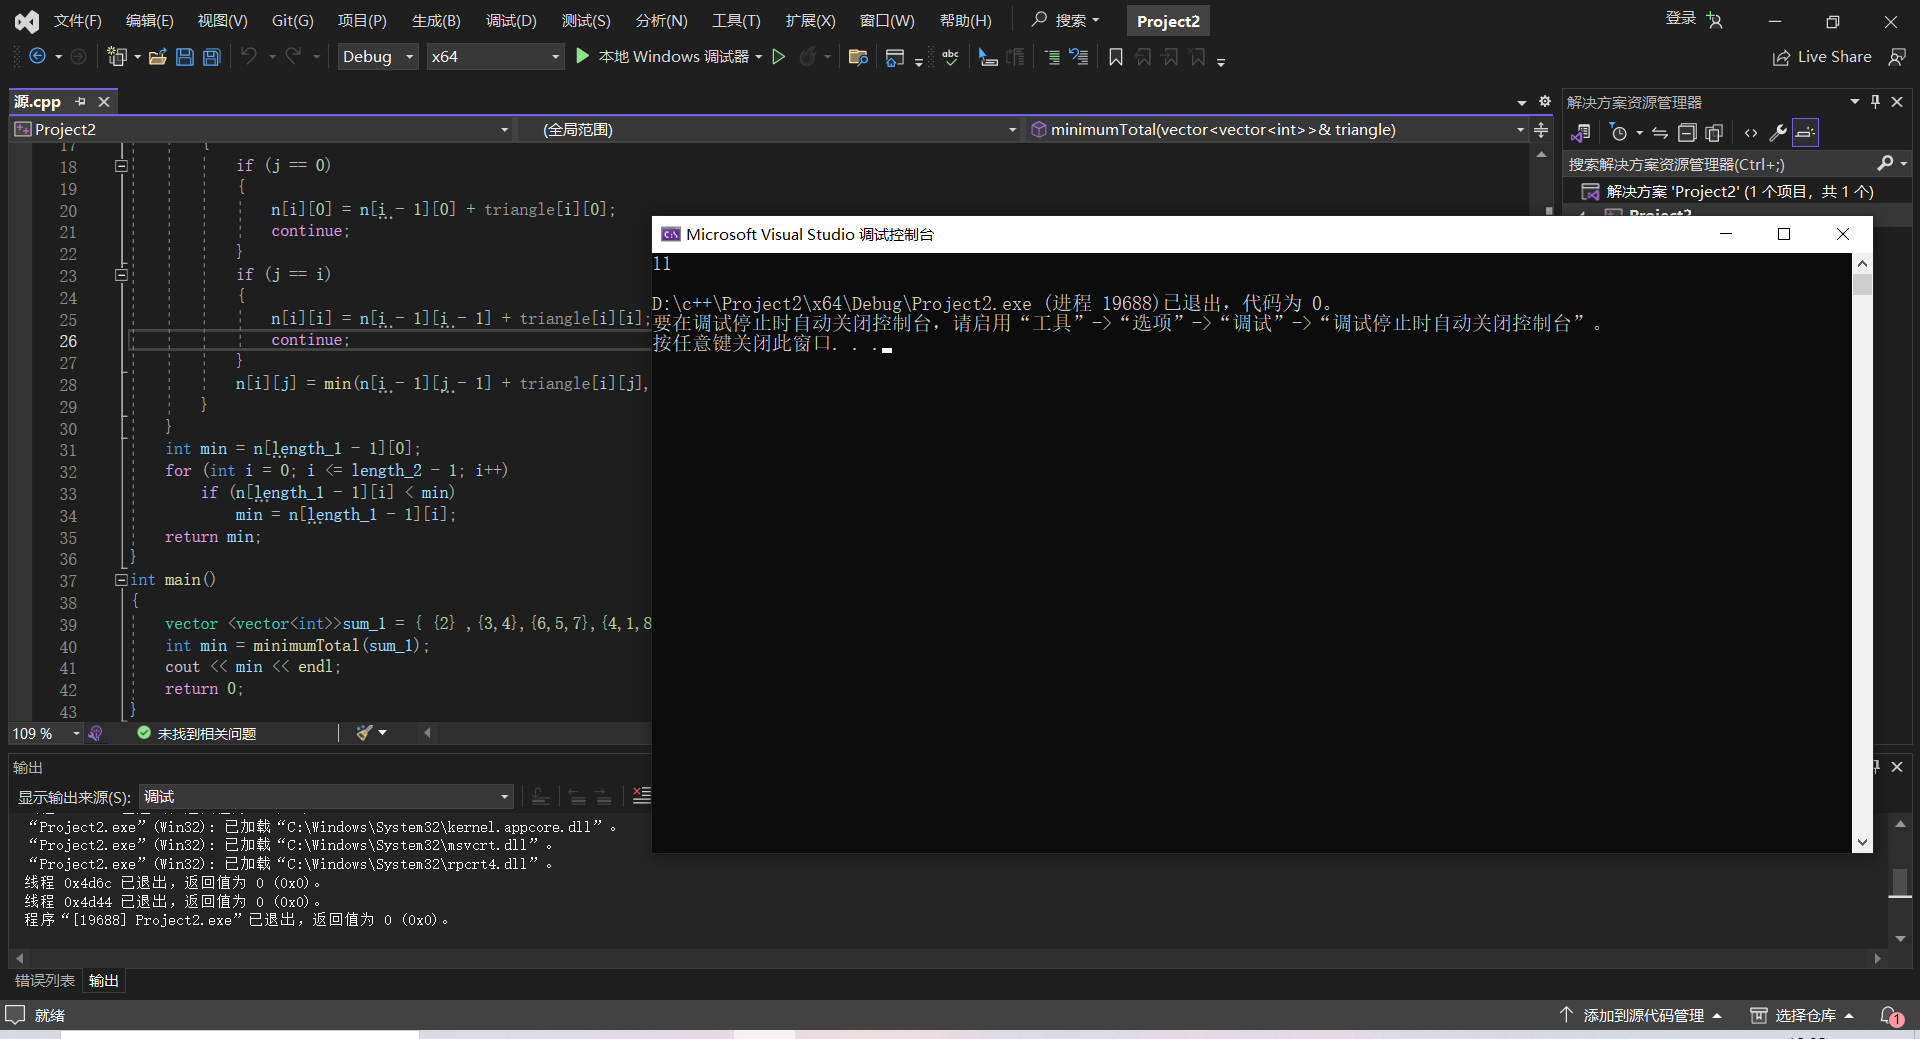 文件(F) 编辑(E) 视图(V) Git(G) 项目(P) 生成(B) 调试(D) 测试(S) 分析(N) 工具(T) 扩展(X) 窗口(W) 帮助(H) 搜索 Project2 登录
Debug x64 本地 Windows 调试器 abc Live Share
源.cpp
Project2 (全局范围) minimumTotal(vector<vector<int>>& triangle)
17 {
18 if (j == 0)
19 {
20 n[i][0] = n[i - 1][0] + triangle[i][0];
21 continue;
22 }
23 if (j == i)
24 {
25 n[i][i] = n[i - 1][i - 1] + triangle[i][i];
26 continue;
27 }
28 n[i][j] = min(n[i - 1][j - 1] + triangle[i][j],
29 }
30 }
31 int min = n[length_1 - 1][0];
32 for (int i = 0; i <= length_2 - 1; i++)
33 if (n[length_1 - 1][i] < min)
34 min = n[length_1 - 1][i];
35 return min;
36 }
37 int main()
38 {
39 vector <vector<int>>sum_1 = { {2} ,{3,4},{6,5,7},{4,1,8
40 int min = minimumTotal(sum_1);
41 cout << min << endl;
42 return 0;
43 }
109 % 未找到相关问题
解决方案资源管理器
搜索解决方案资源管理器(Ctrl+;)
解决方案 'Project2' (1 个项目，共 1 个)
Project2
Microsoft Visual Studio 调试控制台
11
D:\c++\Project2\x64\Debug\Project2.exe (进程 19688)已退出，代码为 0。
要在调试停止时自动关闭控制台，请启用“工具”->“选项”->“调试”->“调试停止时自动关闭控制台”。
按任意键关闭此窗口. . .
输出
显示输出来源(S): 调试
“Project2.exe”(Win32): 已加载“C:\Windows\System32\kernel.appcore.dll”。
“Project2.exe”(Win32): 已加载“C:\Windows\System32\msvcrt.dll”。
“Project2.exe”(Win32): 已加载“C:\Windows\System32\rpcrt4.dll”。
线程 0x4d6c 已退出，返回值为 0 (0x0)。
线程 0x4d44 已退出，返回值为 0 (0x0)。
程序“[19688] Project2.exe”已退出，返回值为 0 (0x0)。
错误列表 输出
就绪 添加到源代码管理 选择仓库 1